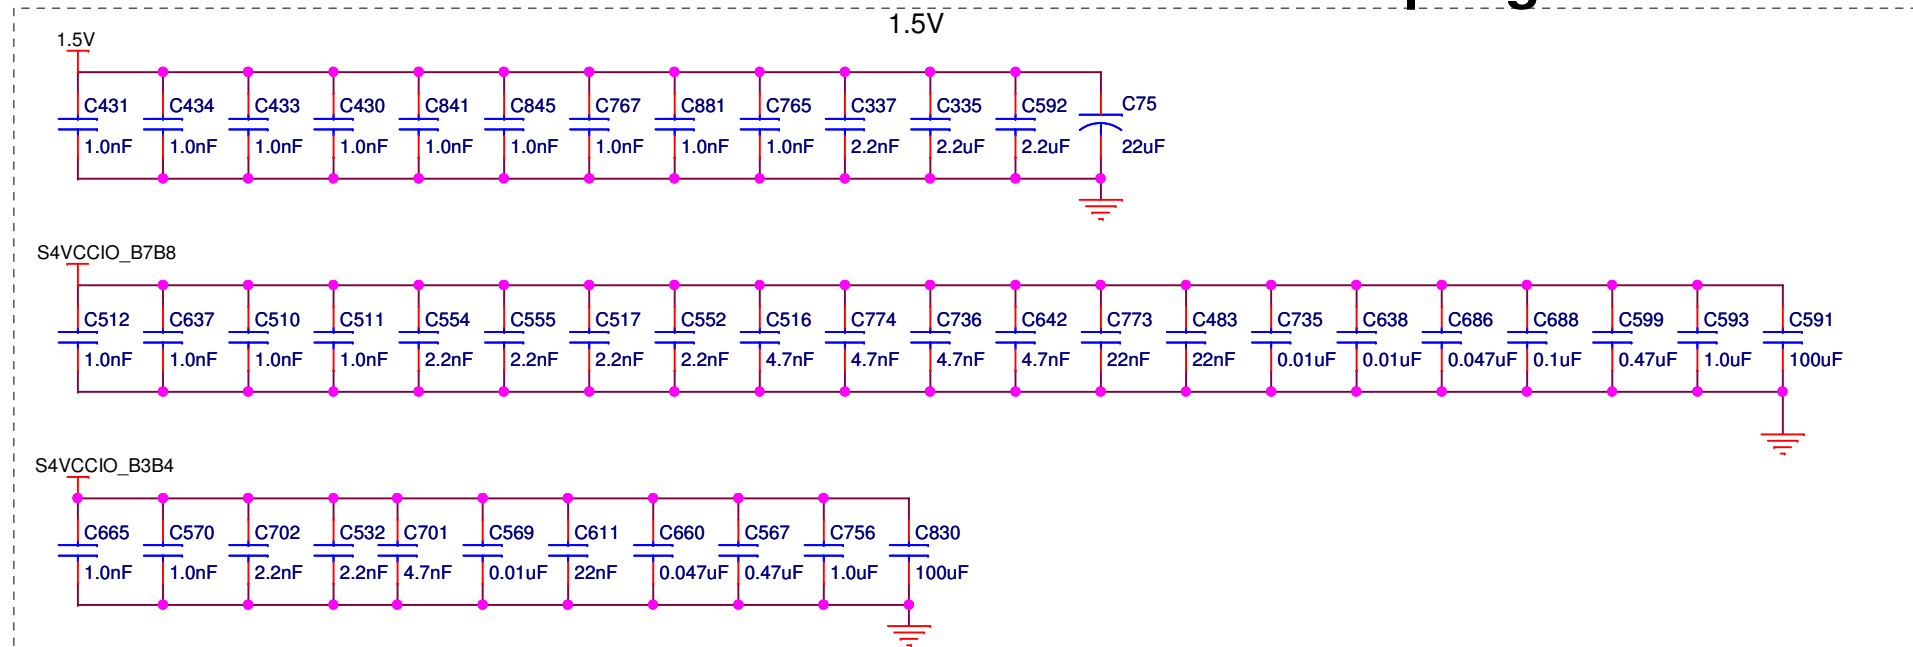 1.5V
1.5V
C431 C434 C433 C430 C841 C845 C767 C881 C765 C337 C335 C592 C75
1.0nF 1.0nF 1.0nF 1.0nF 1.0nF 1.0nF 1.0nF 1.0nF 1.0nF 2.2nF 2.2uF 2.2uF 22uF
S4VCCIO_B7B8
C512 C637 C510 C511 C554 C555 C517 C552 C516 C774 C736 C642 C773 C483 C735 C638 C686 C688 C599 C593 C591
1.0nF 1.0nF 1.0nF 1.0nF 2.2nF 2.2nF 2.2nF 2.2nF 4.7nF 4.7nF 4.7nF 4.7nF 22nF 22nF 0.01uF 0.01uF 0.047uF 0.1uF 0.47uF 1.0uF 100uF
S4VCCIO_B3B4
C665 C570 C702 C532 C701 C569 C611 C660 C567 C756 C830
1.0nF 1.0nF 2.2nF 2.2nF 4.7nF 0.01uF 22nF 0.047uF 0.47uF 1.0uF 100uF